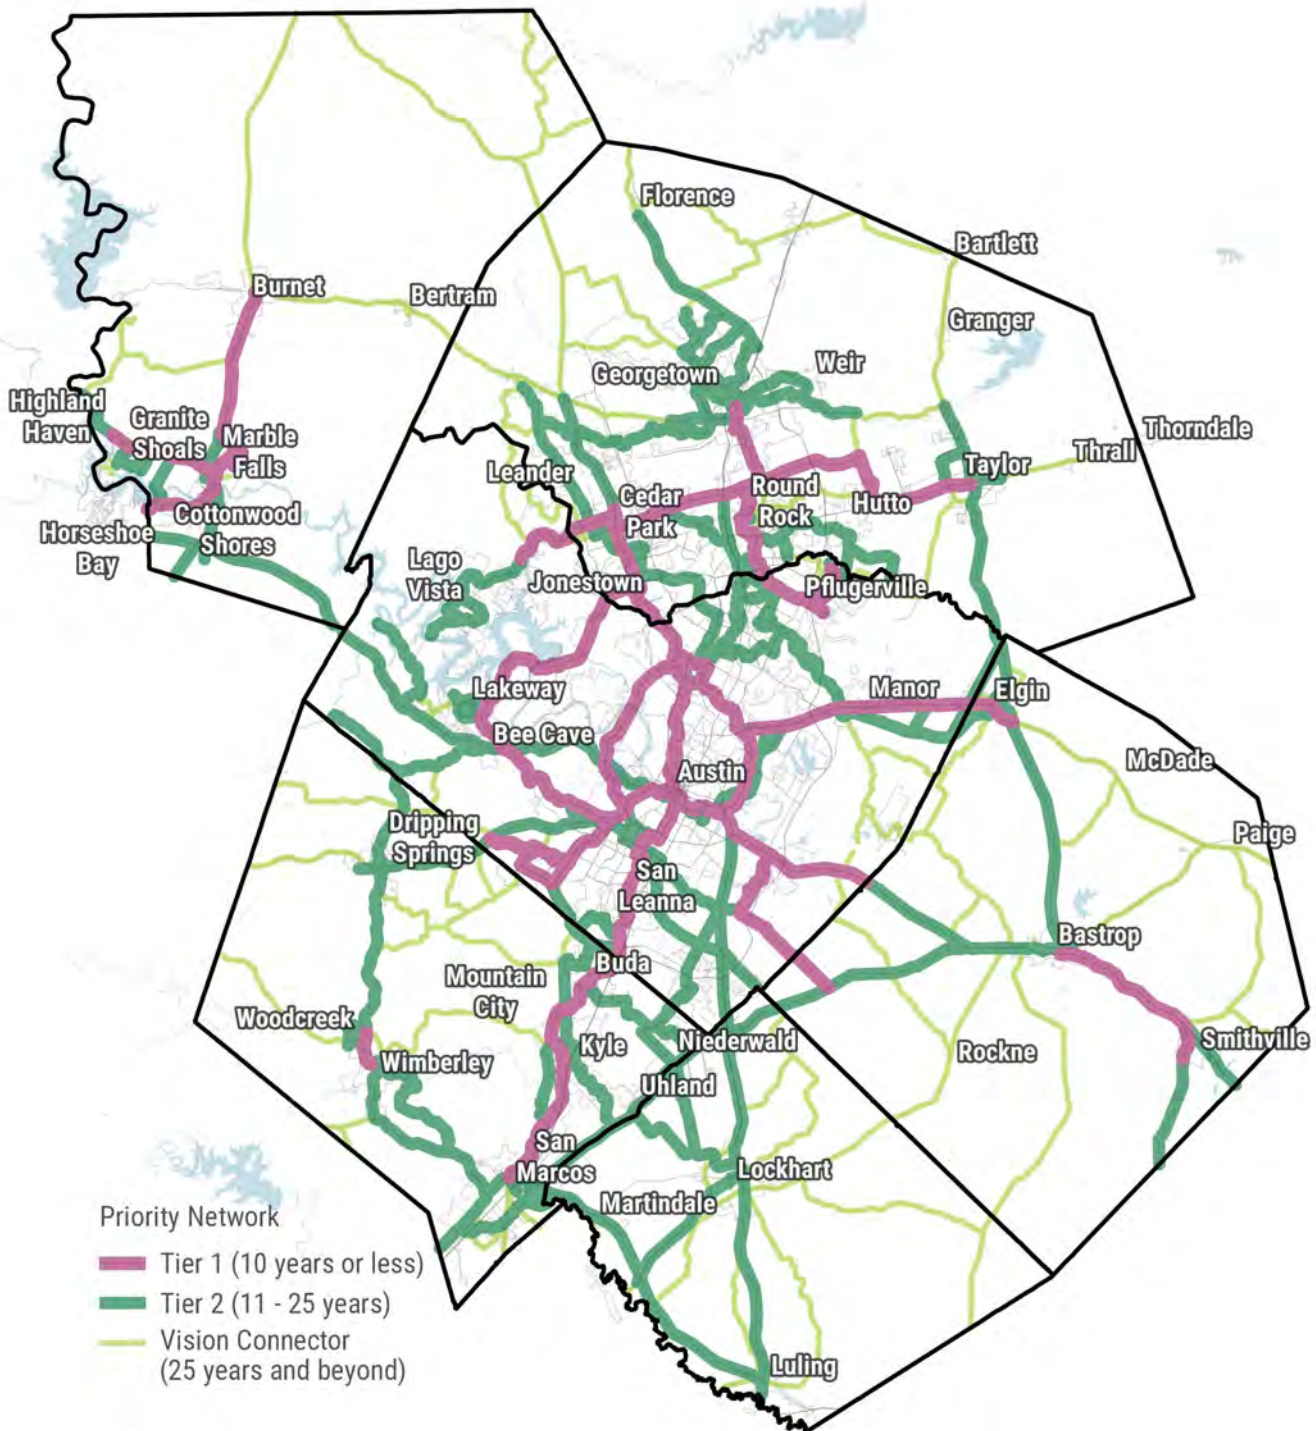 Florence
Bartlett
Burnet
Bertram
Granger
Georgetown
Weir
Highland
Haven
Granite
Shoals
Marble
Falls
Thorndale
Thrall
Taylor
Leander
Cedar
Park
Round
Rock
Hutto
Cottonwood
Shores
Horseshoe
Bay
Lago
Vista
Jonestown
Pflugerville
Lakeway
Manor
Elgin
Bee Cave
McDade
Austin
Dripping
Springs
Paige
San
Leanna
Bastrop
Buda
Mountain
City
Woodcreek
Kyle
Niederwald
Rockne
Smithville
Wimberley
Uhland
San
Marcos
Lockhart
Martindale
Priority Network
Tier 1 (10 years or less)
Tier 2 (11 - 25 years)
Vision Connector
(25 years and beyond)
Luling